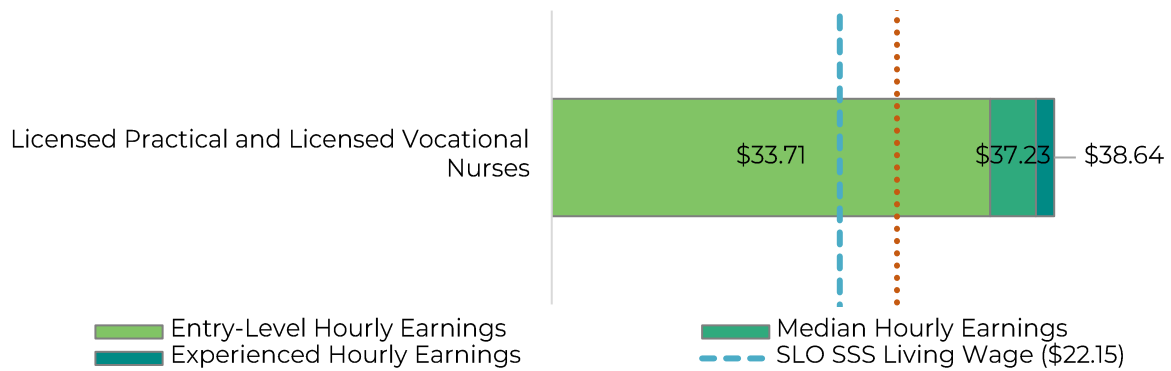 Licensed Practical and Licensed Vocational
Nurses
$33.71
$37.23
$38.64
Entry-Level Hourly Earnings
Median Hourly Earnings
Experienced Hourly Earnings
SLO SSS Living Wage ($22.15)